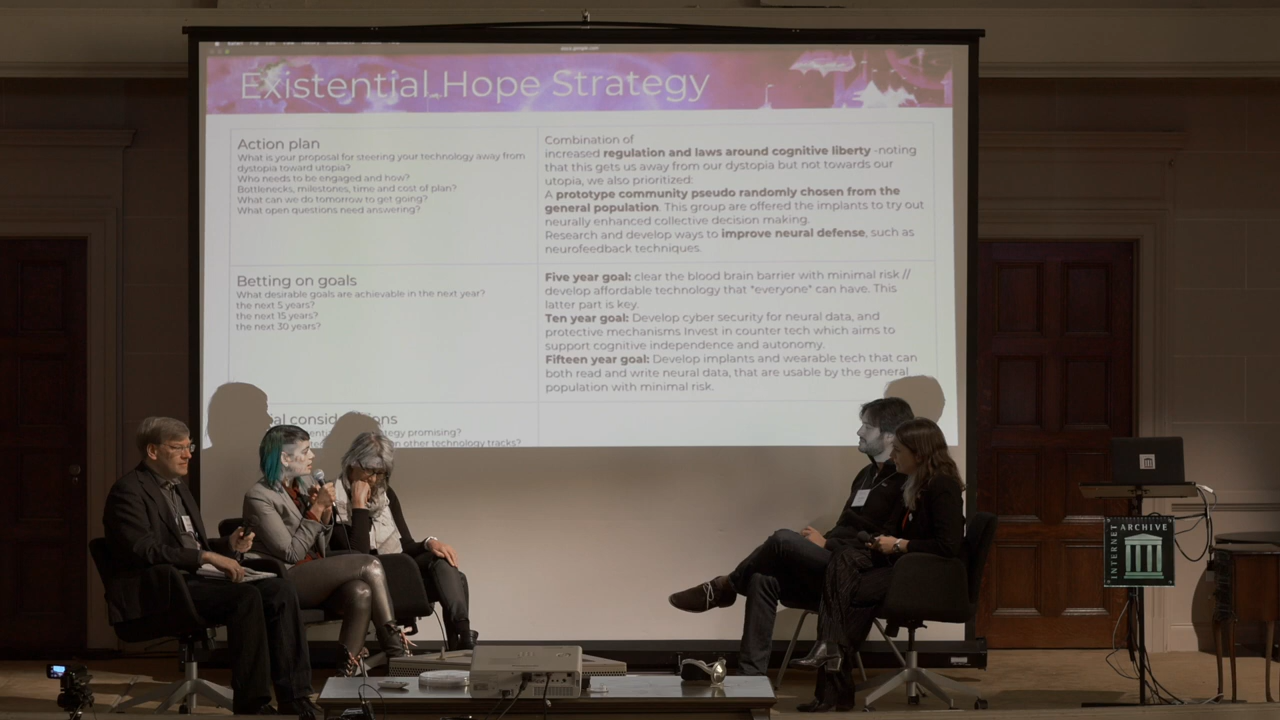 docs.google.com
Existential Hope Strategy
Action plan
What is your proposal for steering your technology away from
dystopia toward utopia?
Who needs to be engaged and how?
Bottlenecks, milestones, time and cost of plan?
What can we do tomorrow to get going?
What open questions need answering?
Combination of
increased regulation and laws around cognitive liberty -noting
that this gets us away from our dystopia but not towards our
utopia, we also prioritized:
A prototype community pseudo randomly chosen from the
general population. This group are offered the implants to try out
neurally enhanced collective decision making.
Research and develop ways to improve neural defense, such as
neurofeedback techniques.
Betting on goals
What desirable goals are achievable in the next year?
the next 5 years?
the next 15 years?
the next 30 years?
Five year goal: clear the blood brain barrier with minimal risk //
develop affordable technology that *everyone* can have. This
latter part is key.
Ten year goal: Develop cyber security for neural data, and
protective mechanisms Invest in counter tech which aims to
support cognitive independence and autonomy.
Fifteen year goal: Develop implants and wearable tech that can
both read and write neural data, that are usable by the general
population with minimal risk.
promising?
on other technology tracks?
INTERNET
ARCHIVE